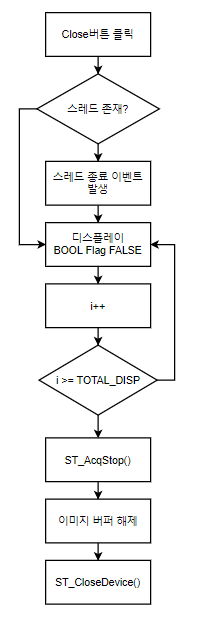 Close버튼 클릭
스레드 존재?
스레드 종료 이벤트
발생
디스플레이
BOOL Flag FALSE
i++
i >= TOTAL_DISP
ST_AcqStop()
이미지 버퍼 해제
ST_CloseDevice()